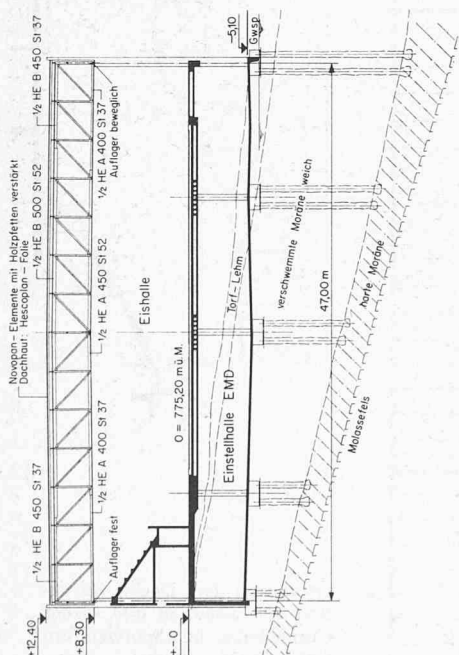 Novopan - Elemente mit Holzpfetten verstärkt
Dachhaut: Hescoplan - Folie
1/2 HE B 450 St 37
1/2 HE B 500 St 52
1/2 HE B 450 St 37
+12,40
+8,30
1/2 HE A 400 St 37
1/2 HE A 450 St 52
1/2 HE A 400 St 37
Auflager fest
Auflager beweglich
Eishalle
+-0
0 = 775,20 m ü. M.
Einstellhalle EMD
-5,10
Gwsp
Torf - Lehm
verschwemmte Moräne weich
47,00 m
harte Moräne
Molassefels